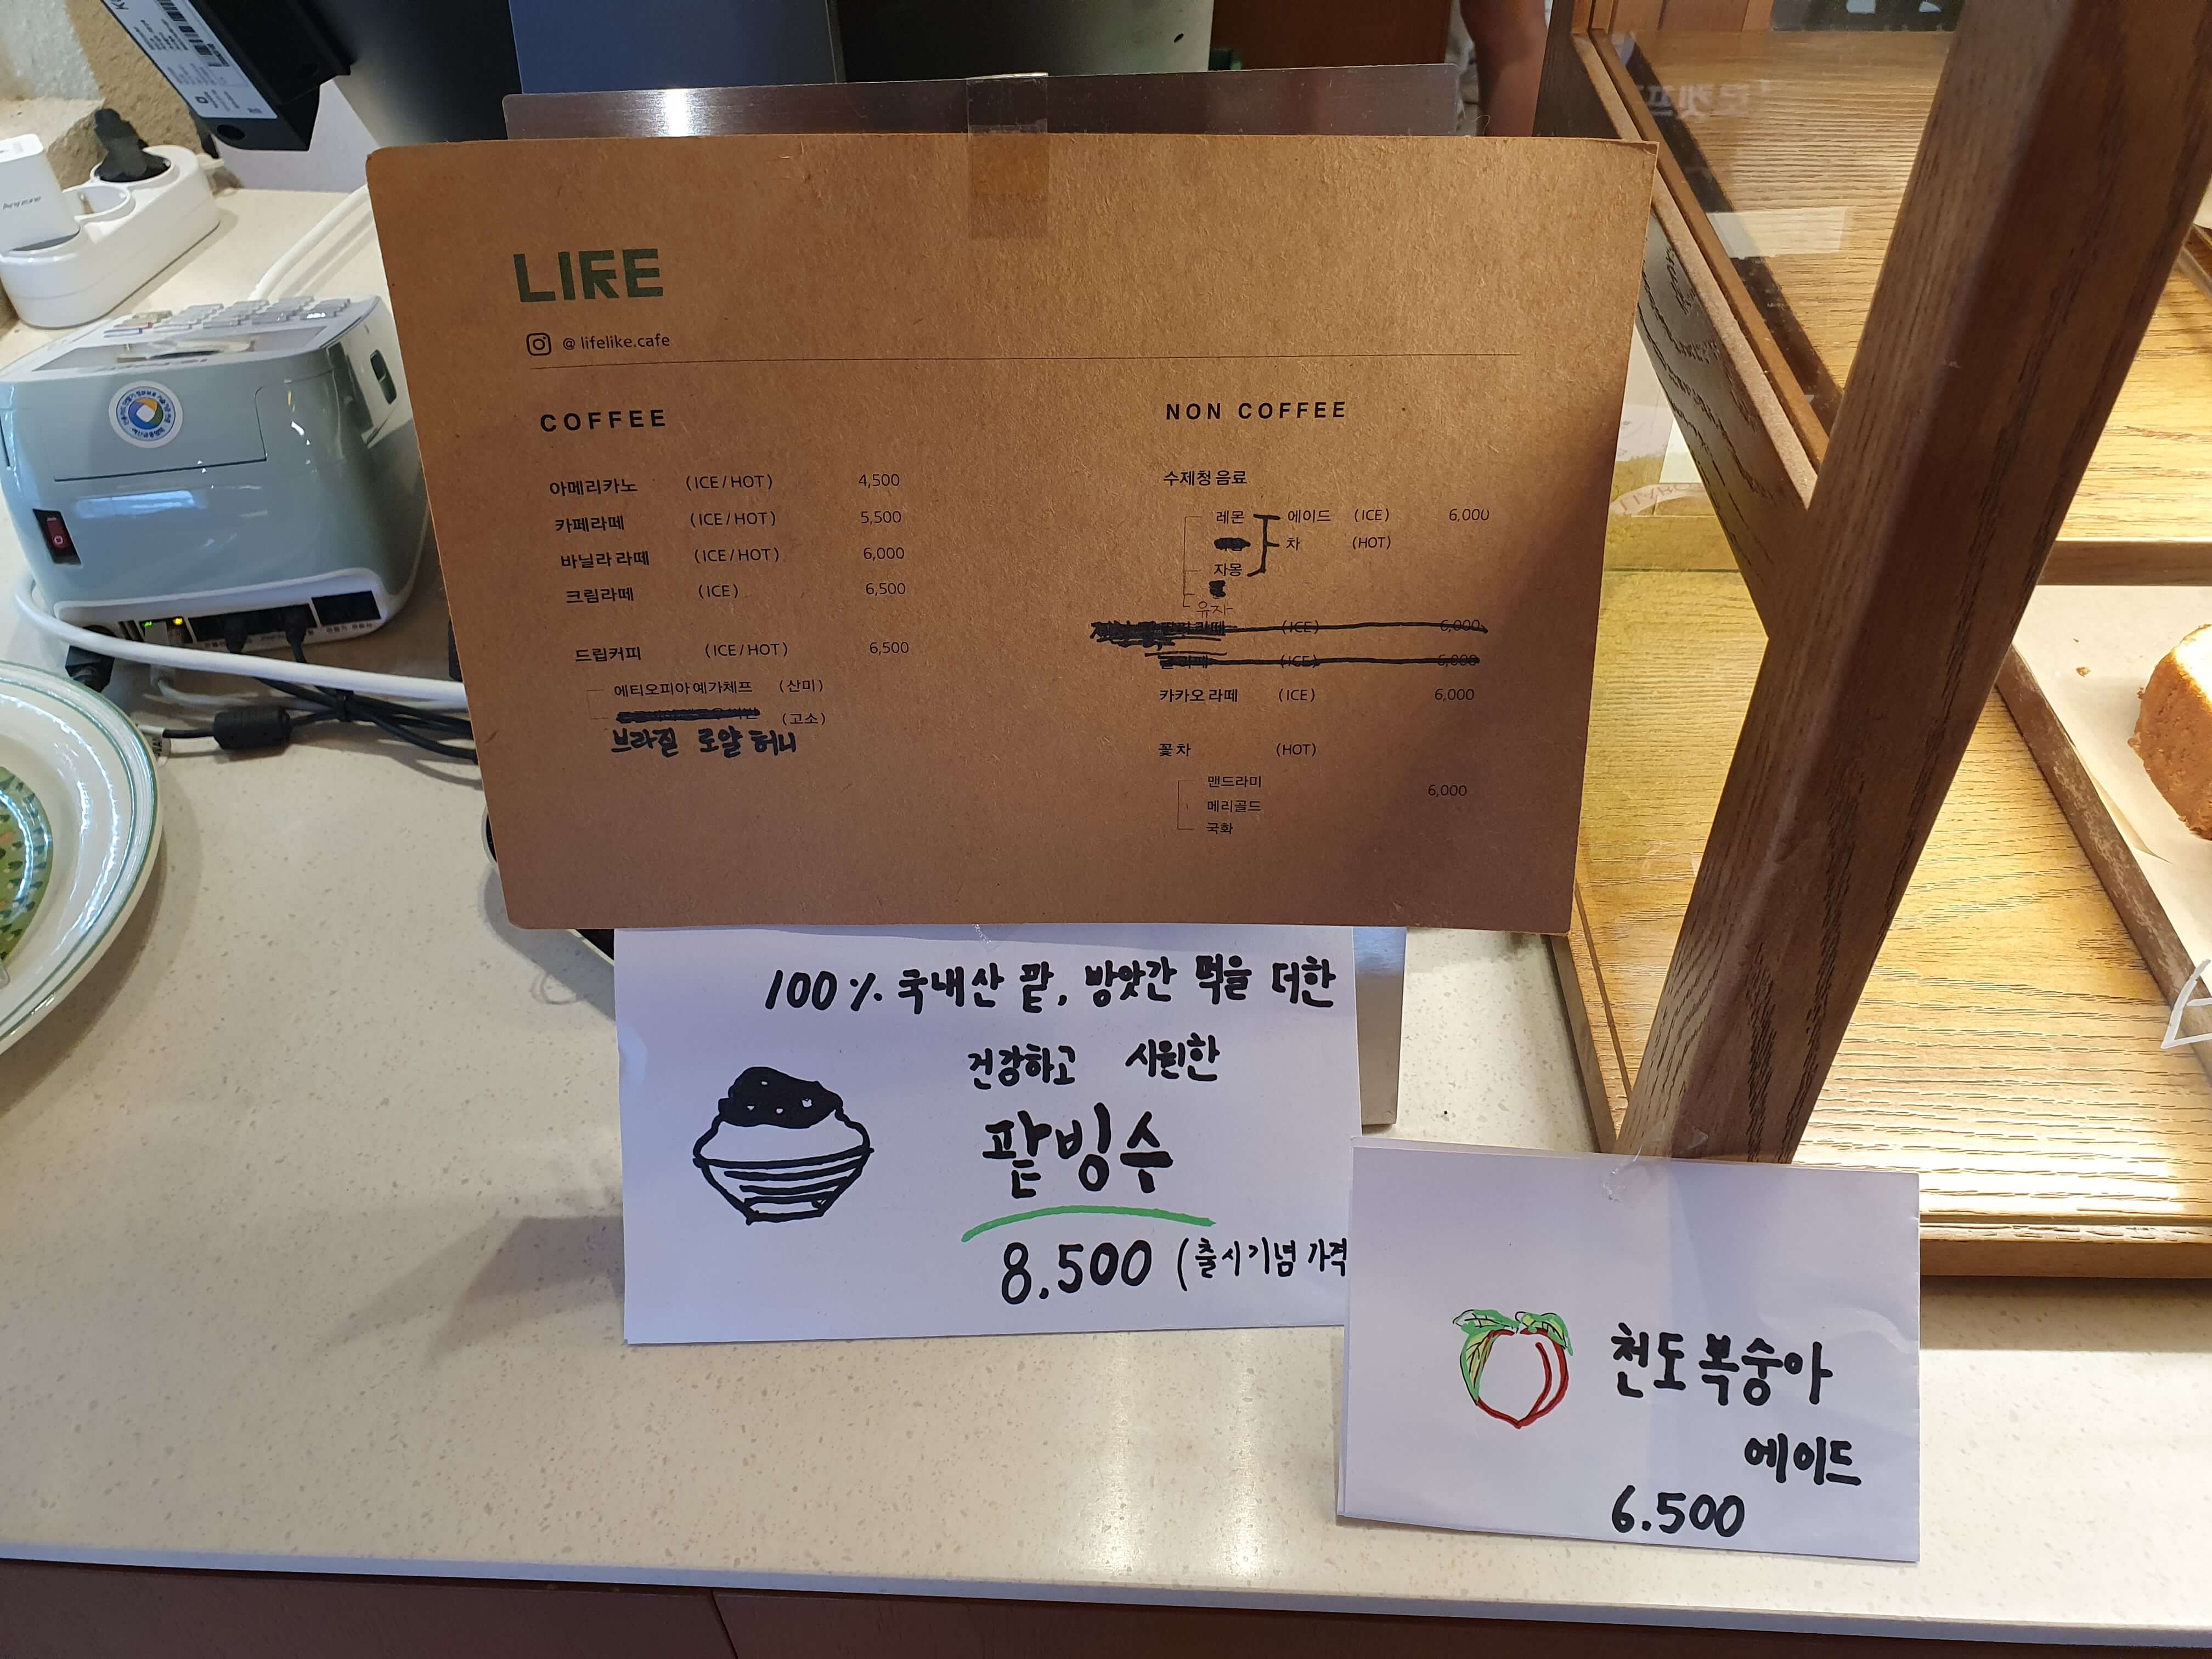 LIFE
@ lifelike.cafe
COFFEE
아메리카노 (ICE/HOT) 4,500
카페라떼 (ICE/HOT) 5,500
바닐라 라떼 (ICE/HOT) 6,000
크림라떼 (ICE) 6,500
드립커피 (ICE/HOT) 6,500
에티오피아 예가체프 (산미)
(고소)
브라질 로얄 허니
NON COFFEE
수제청 음료
레몬 에이드 (ICE) 6,000
차 (HOT)
자몽
유자
라떼 (ICE) 6,000
라떼 (ICE) 6,000
카카오 라떼 (ICE) 6,000
꽃차 (HOT)
맨드라미
6,000
메리골드
국화
100% 국내산 팥, 방앗간 떡을 더한
건강하고 시원한
팥빙수
8.500 (출시기념 가격
천도복숭아
에이드
6.500